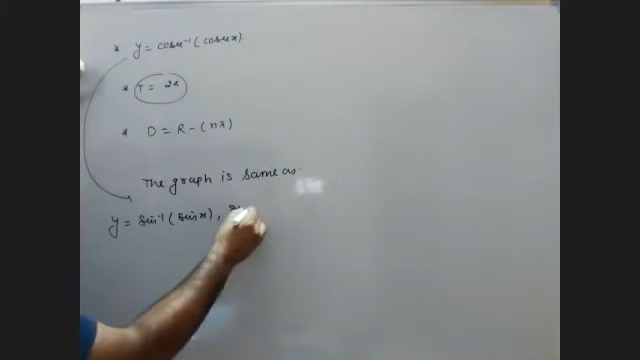 * y = cosec⁻¹(cosec x)
* T = 2π
* D = R - (nπ)
The graph is same as.
y = sin⁻¹(sin x),